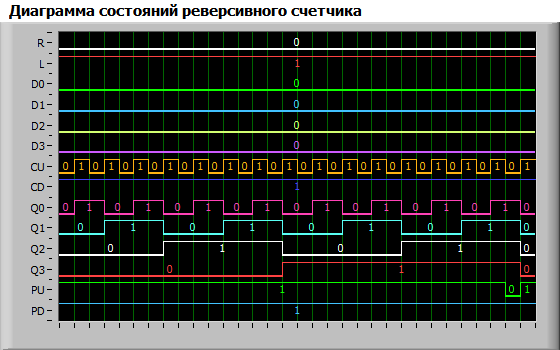 Диаграмма состояний реверсивного счетчика
R 0
L 1
D0 0
D1 0
D2 0
D3 0
CU 0 1 0 1 0 1 0 1 0 1 0 1 0 1 0 1 0 1 0 1 0 1 0 1 0 1 0 1 0 1 0 1
CD 1
Q0 0 1 0 1 0 1 0 1 0 1 0 1 0 1 0 1 0
Q1 0 1 0 1 0 1 0 1 0
Q2 0 1 0 1 0
Q3 0 1 0
PU 1 0 1
PD 1